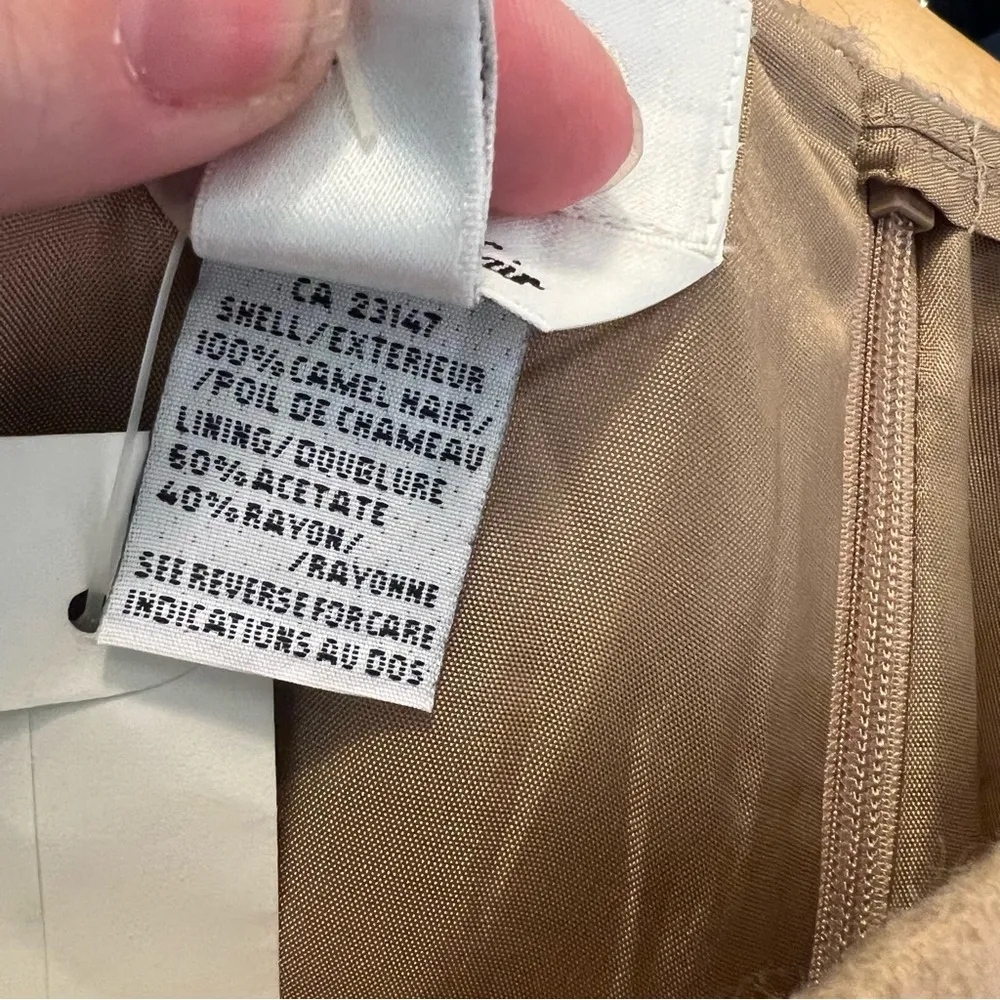 CA 23147
SHELL/EXTERIEUR
100% CAMEL HAIR/
/POIL DE CHAMEAU
LINING/DOUBLURE
60% ACETATE
40% RAYON/
/RAYONNE
SEE REVERSE FOR CARE
INDICATIONS AU DOS